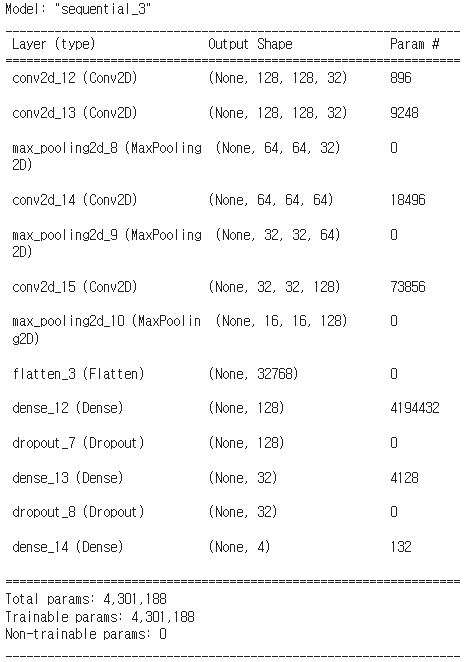 Model: "sequential_3"
Layer (type) Output Shape Param #
conv2d_12 (Conv2D) (None, 128, 128, 32) 896
conv2d_13 (Conv2D) (None, 128, 128, 32) 9248
max_pooling2d_8 (MaxPooling (None, 64, 64, 32) 0
2D)
conv2d_14 (Conv2D) (None, 64, 64, 64) 18496
max_pooling2d_9 (MaxPooling (None, 32, 32, 64) 0
2D)
conv2d_15 (Conv2D) (None, 32, 32, 128) 73856
max_pooling2d_10 (MaxPoolin (None, 16, 16, 128) 0
g2D)
flatten_3 (Flatten) (None, 32768) 0
dense_12 (Dense) (None, 128) 4194432
dropout_7 (Dropout) (None, 128) 0
dense_13 (Dense) (None, 32) 4128
dropout_8 (Dropout) (None, 32) 0
dense_14 (Dense) (None, 4) 132
Total params: 4,301,188
Trainable params: 4,301,188
Non-trainable params: 0